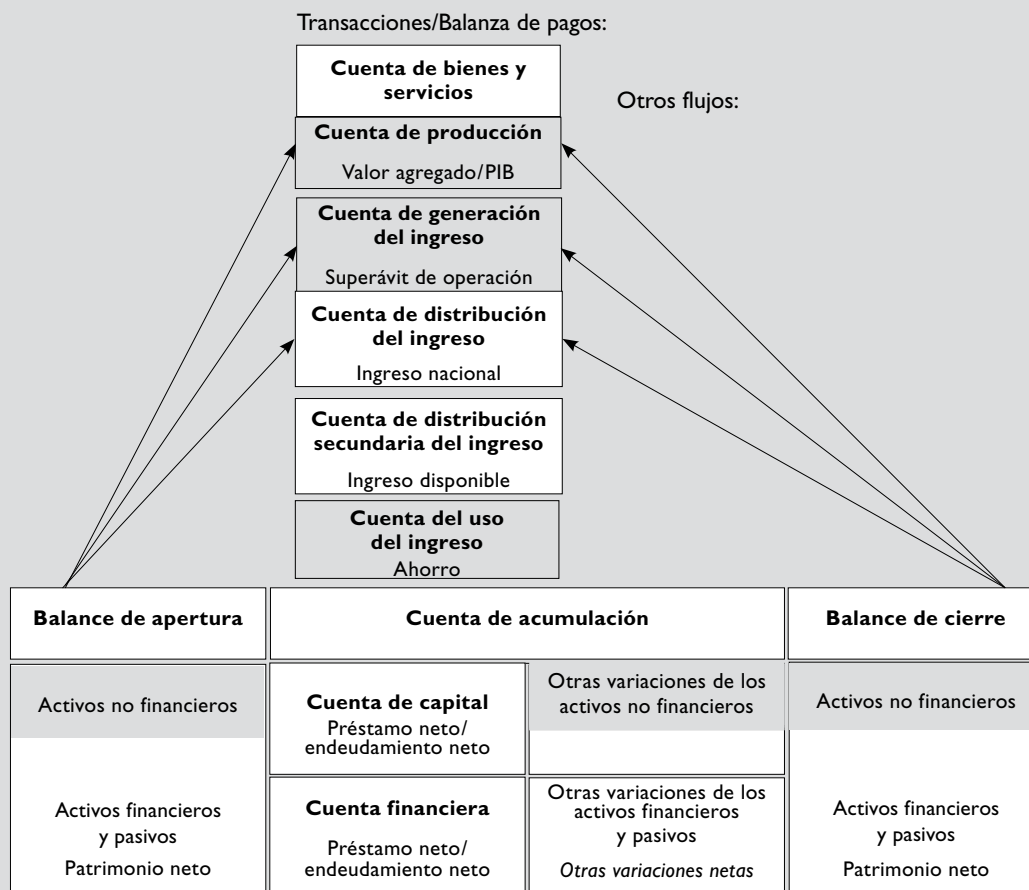 Transacciones/Balanza de pagos:
Cuenta de bienes y
servicios
Otros flujos:
Cuenta de producción
Valor agregado/PIB
Cuenta de generación
del ingreso
Superávit de operación
Cuenta de distribución
del ingreso
Ingreso nacional
Cuenta de distribución
secundaria del ingreso
Ingreso disponible
Cuenta del uso
del ingreso
Ahorro
Balance de apertura
Cuenta de acumulación
Balance de cierre
Activos no financieros
Cuenta de capital
Préstamo neto/
endeudamiento neto
Otras variaciones de los
activos no financieros
Activos no financieros
Activos financieros
y pasivos
Patrimonio neto
Cuenta financiera
Préstamo neto/
endeudamiento neto
Otras variaciones de los
activos financieros
y pasivos
Otras variaciones netas
Activos financieros
y pasivos
Patrimonio neto